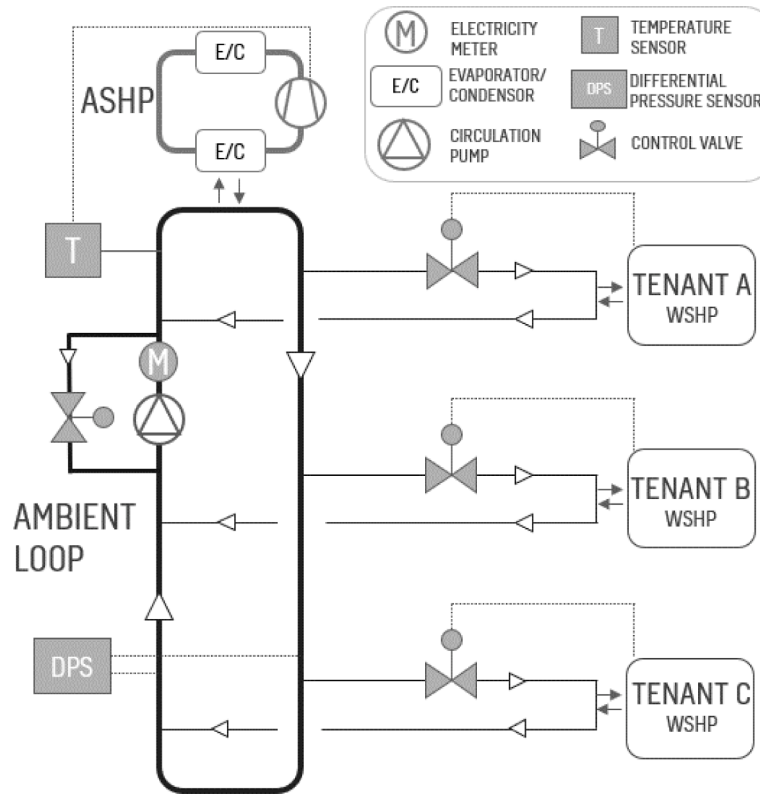 M
ELECTRICITY
METER
T
TEMPERATURE
SENSOR
E/C
EVAPORATOR/
CONDENSOR
DPS
DIFFERENTIAL
PRESSURE SENSOR
CIRCULATION
PUMP
CONTROL VALVE
E/C
ASHP
E/C
T
TENANT A
WSHP
M
TENANT B
WSHP
AMBIENT
LOOP
DPS
TENANT C
WSHP